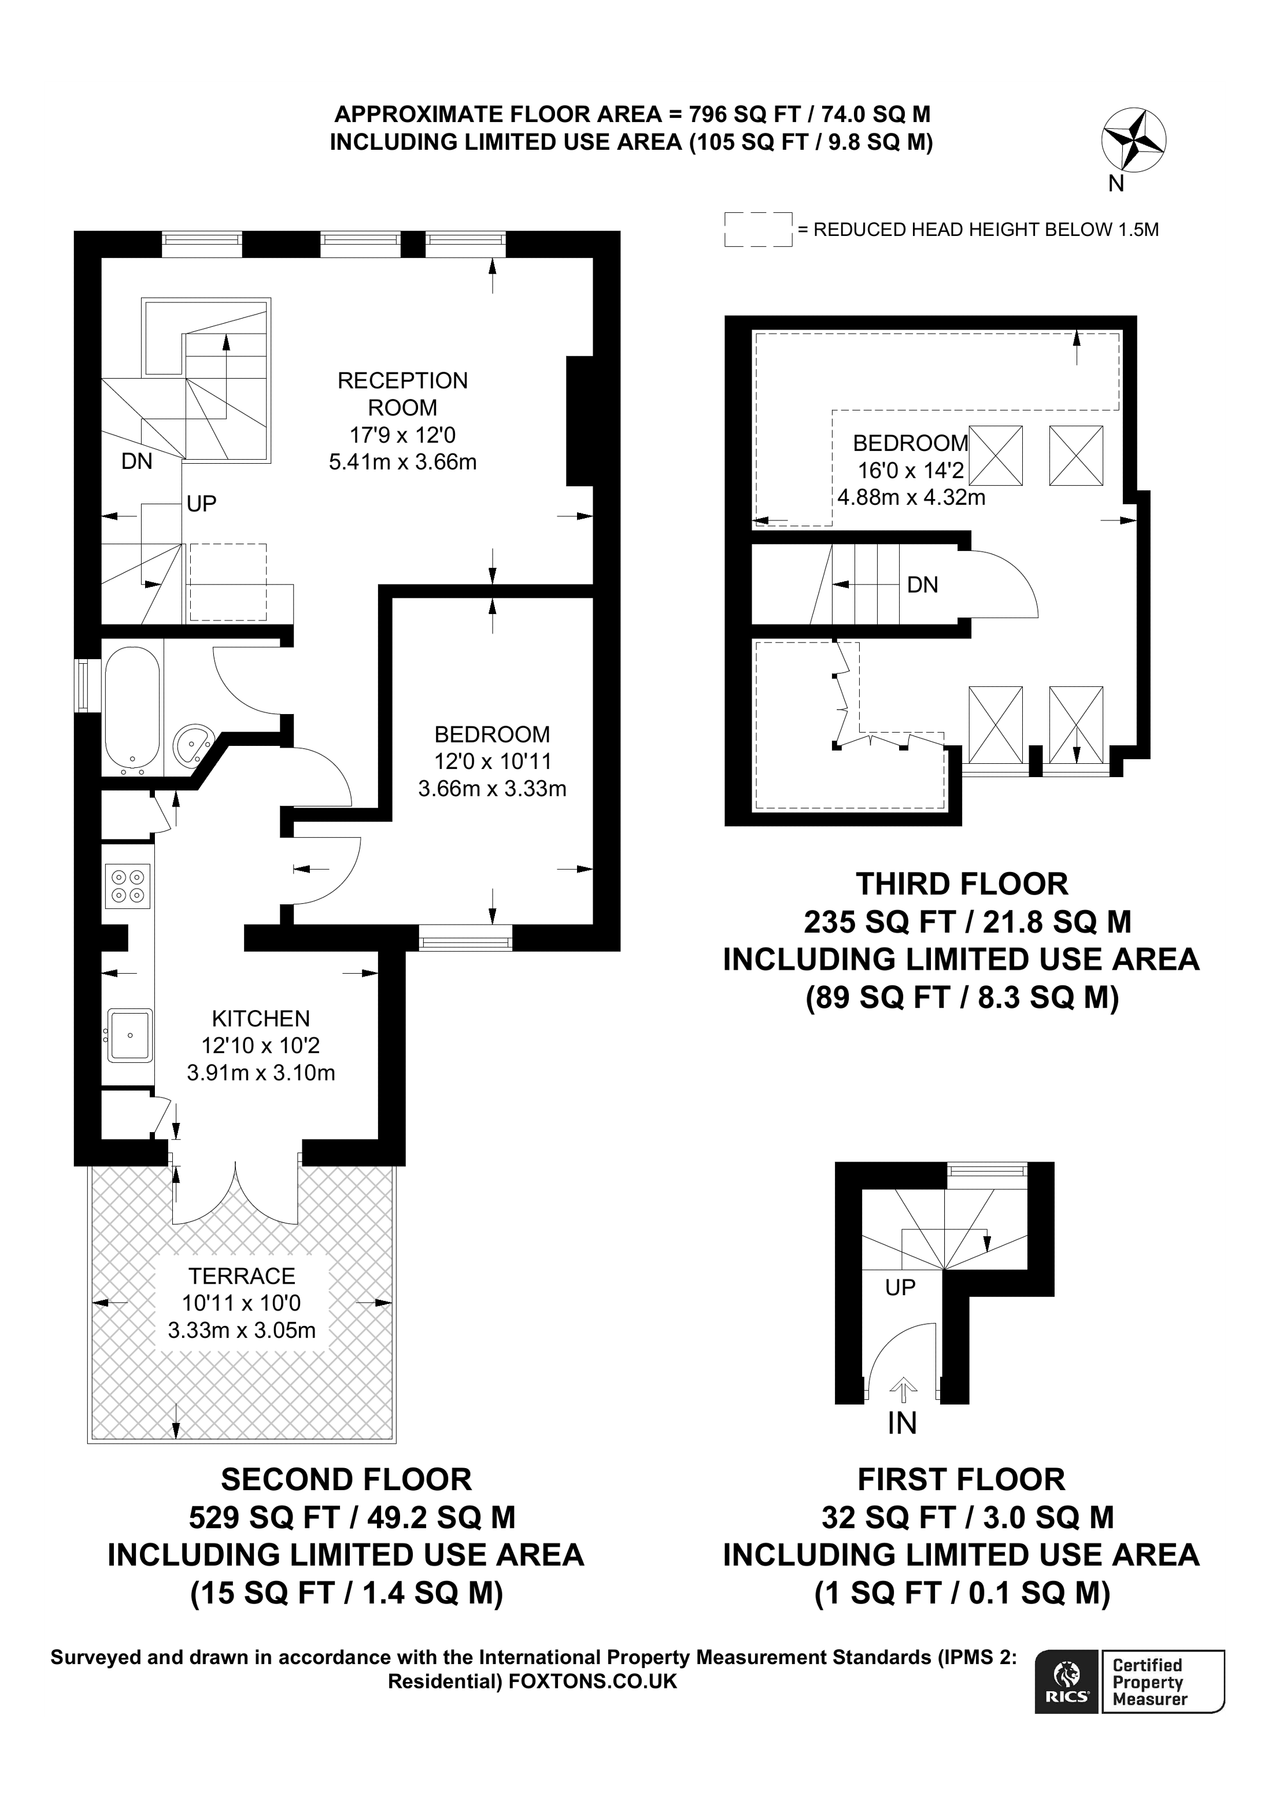 APPROXIMATE FLOOR AREA = 796 SQ FT / 74.0 SQ M
INCLUDING LIMITED USE AREA (105 SQ FT / 9.8 SQ M)
N
= REDUCED HEAD HEIGHT BELOW 1.5M
RECEPTION
ROOM
17'9 x 12'0
5.41m x 3.66m
DN
UP
BEDROOM
12'0 x 10'11
3.66m x 3.33m
KITCHEN
12'10 x 10'2
3.91m x 3.10m
TERRACE
10'11 x 10'0
3.33m x 3.05m
SECOND FLOOR
529 SQ FT / 49.2 SQ M
INCLUDING LIMITED USE AREA
(15 SQ FT / 1.4 SQ M)
BEDROOM
16'0 x 14'2
4.88m x 4.32m
DN
THIRD FLOOR
235 SQ FT / 21.8 SQ M
INCLUDING LIMITED USE AREA
(89 SQ FT / 8.3 SQ M)
UP
IN
FIRST FLOOR
32 SQ FT / 3.0 SQ M
INCLUDING LIMITED USE AREA
(1 SQ FT / 0.1 SQ M)
Surveyed and drawn in accordance with the International Property Measurement Standards (IPMS 2:
Residential) FOXTONS.CO.UK
RICS
Certified
Property
Measurer